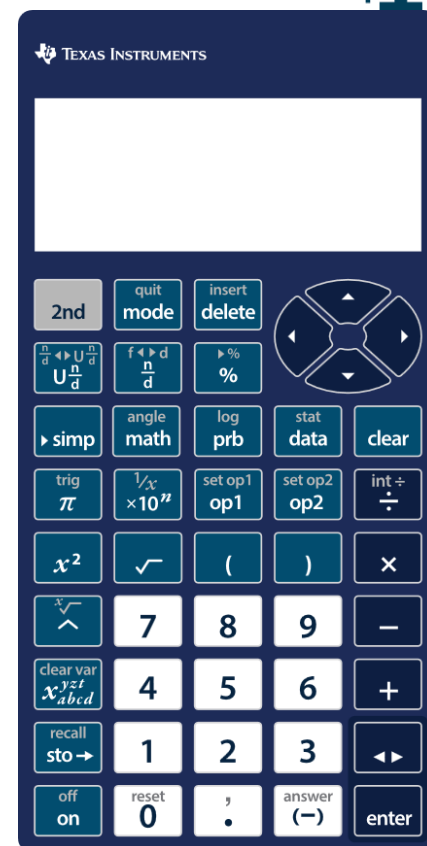 TEXAS INSTRUMENTS
quit insert
2nd mode delete
n/d ◂▸ U n/d f ◂▸ d ▸%
U n/d n/d %
angle log stat
▸simp math prb data clear
trig 1/x set op1 set op2 int ÷
π ×10ⁿ op1 op2 ÷
x² √ ( ) ×
ˣ√
^ 7 8 9 −
clear var
x yzt abcd 4 5 6 +
recall
sto→ 1 2 3 ◂▸
off reset , answer
on 0 . (−) enter